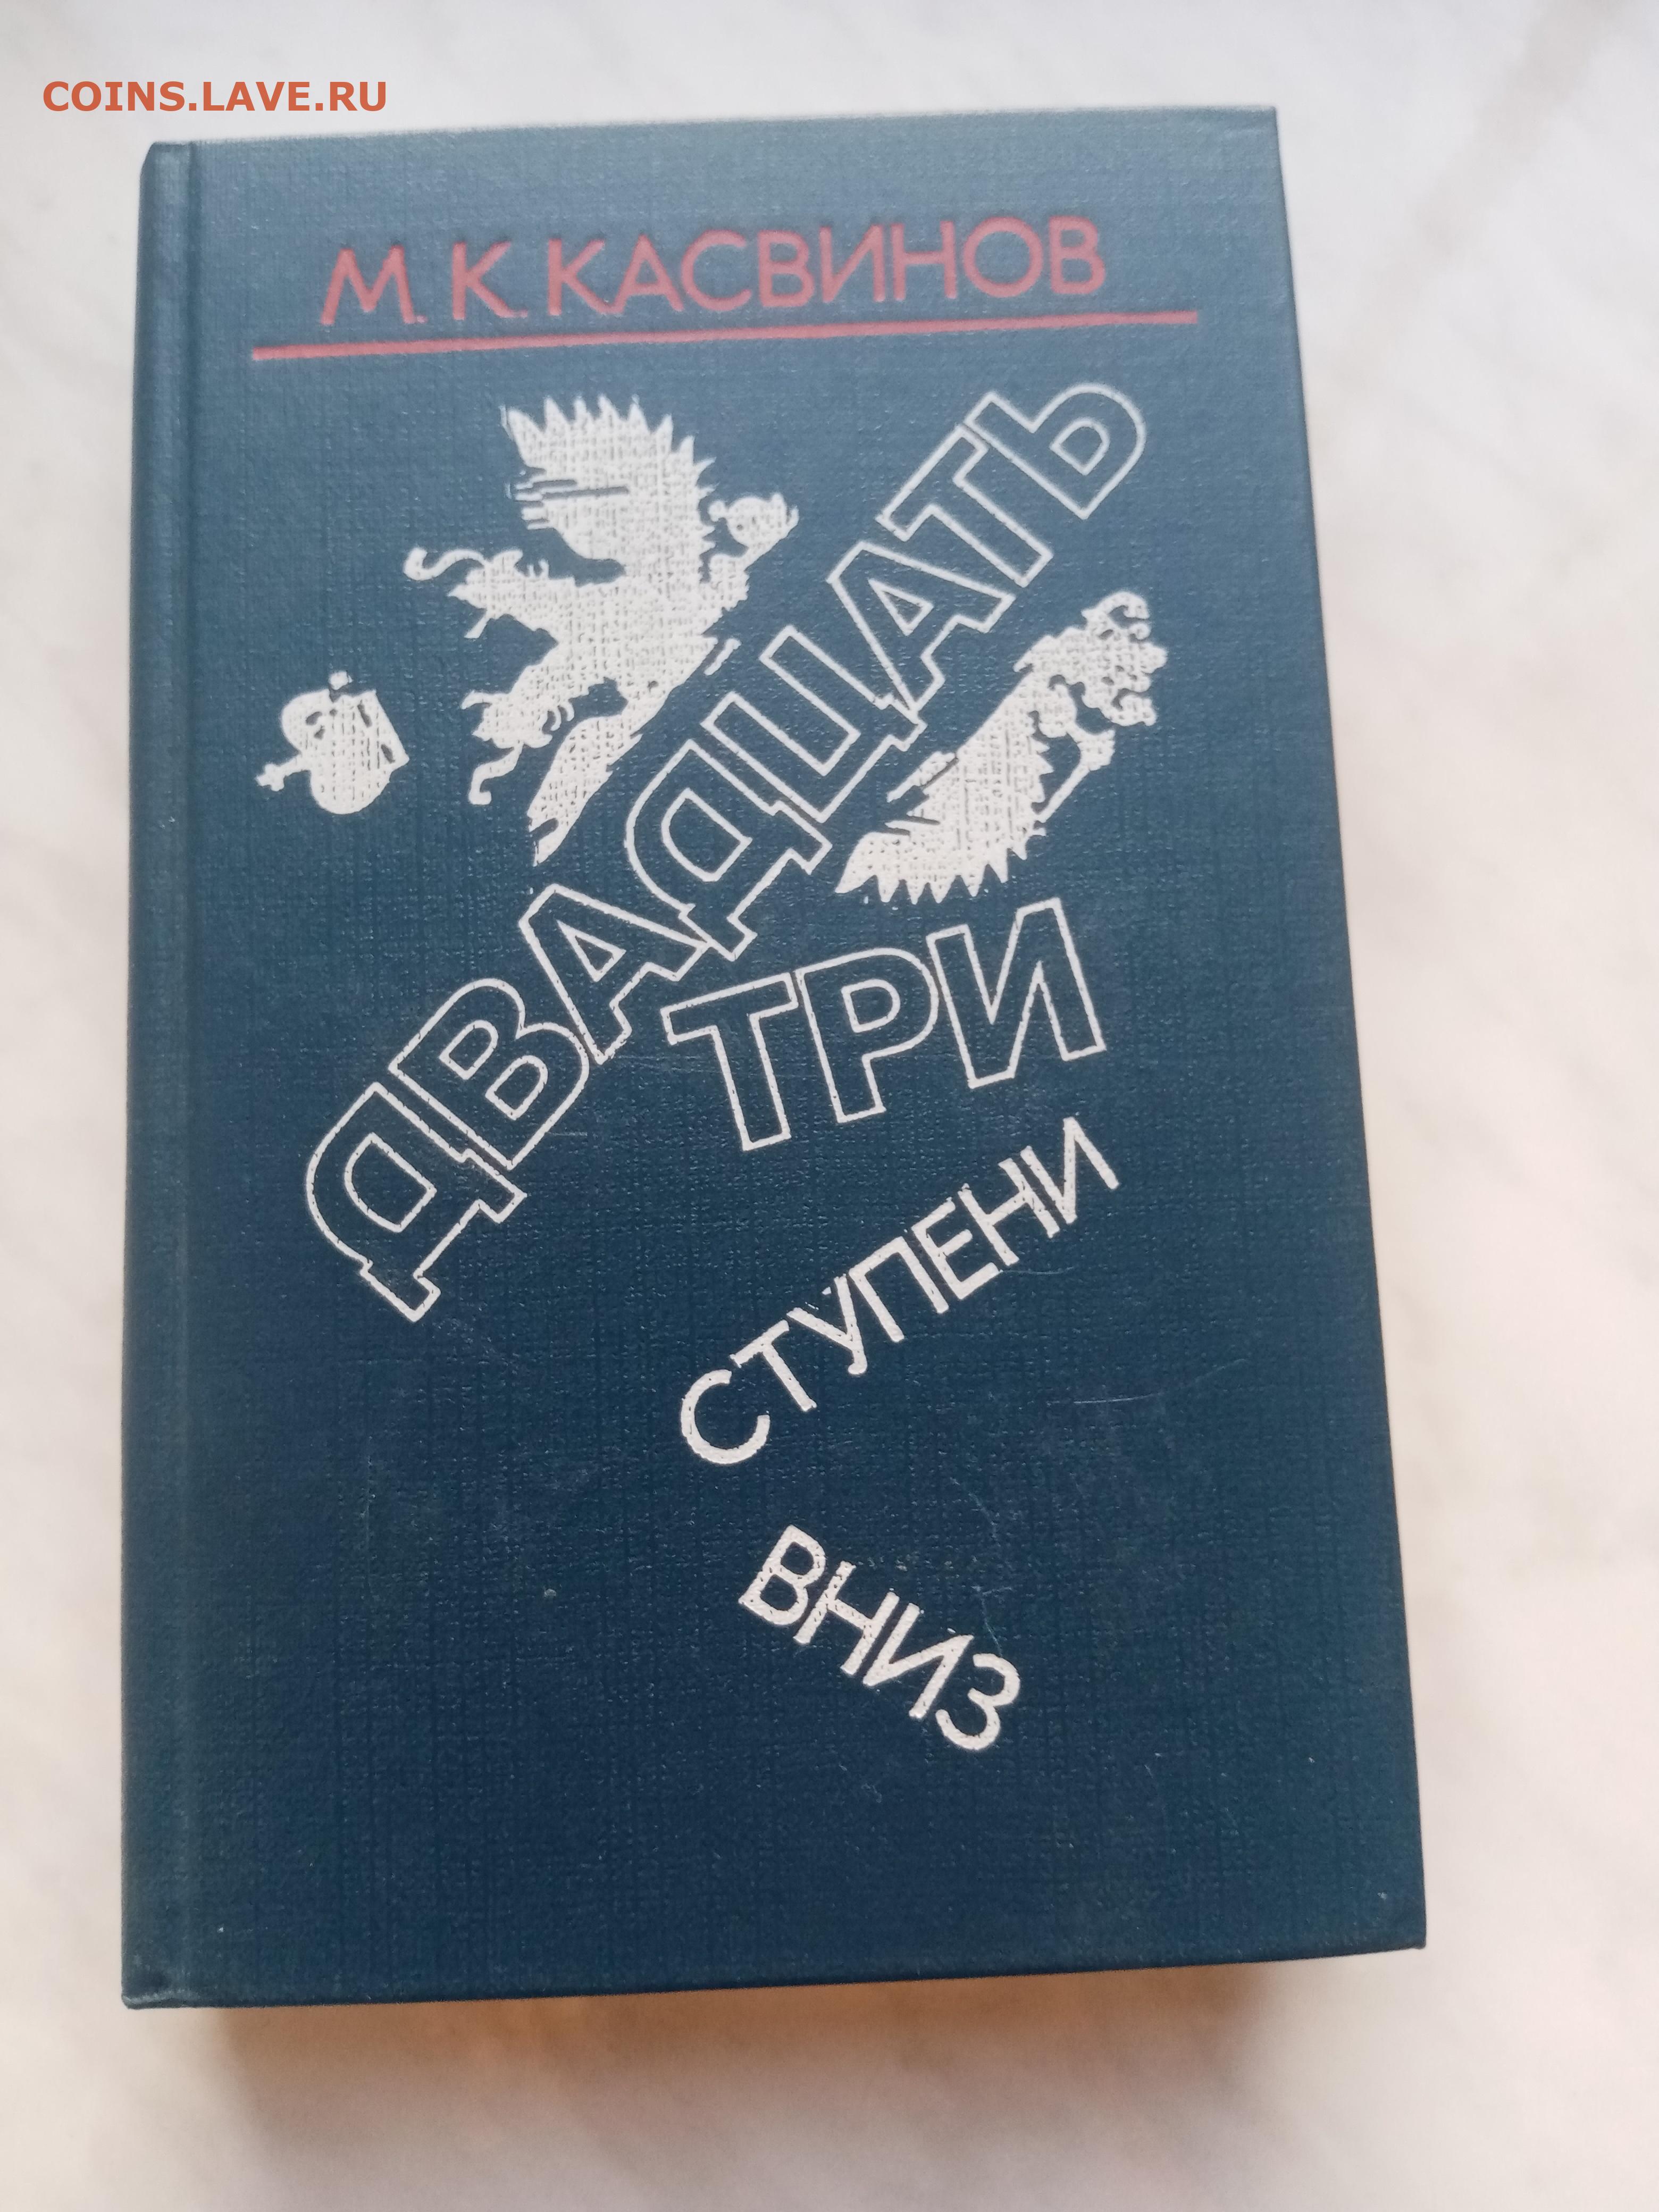 COINS.LAVE.RU
М. К. КАСВИНОВ
ДВАДЦАТЬ
ТРИ
СТУПЕНИ
ВНИЗ